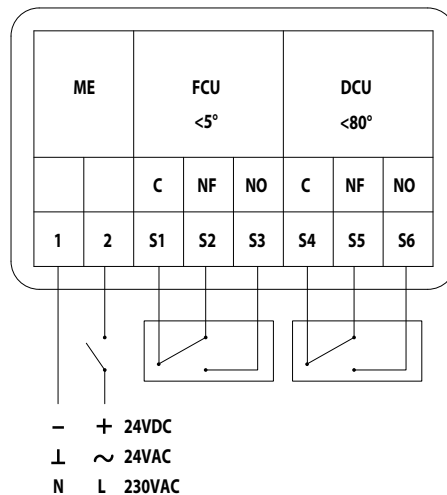 ME FCU DCU
<5° <80°
C NF NO C NF NO
1 2 S1 S2 S3 S4 S5 S6
− + 24VDC
⊥ ~ 24VAC
N L 230VAC